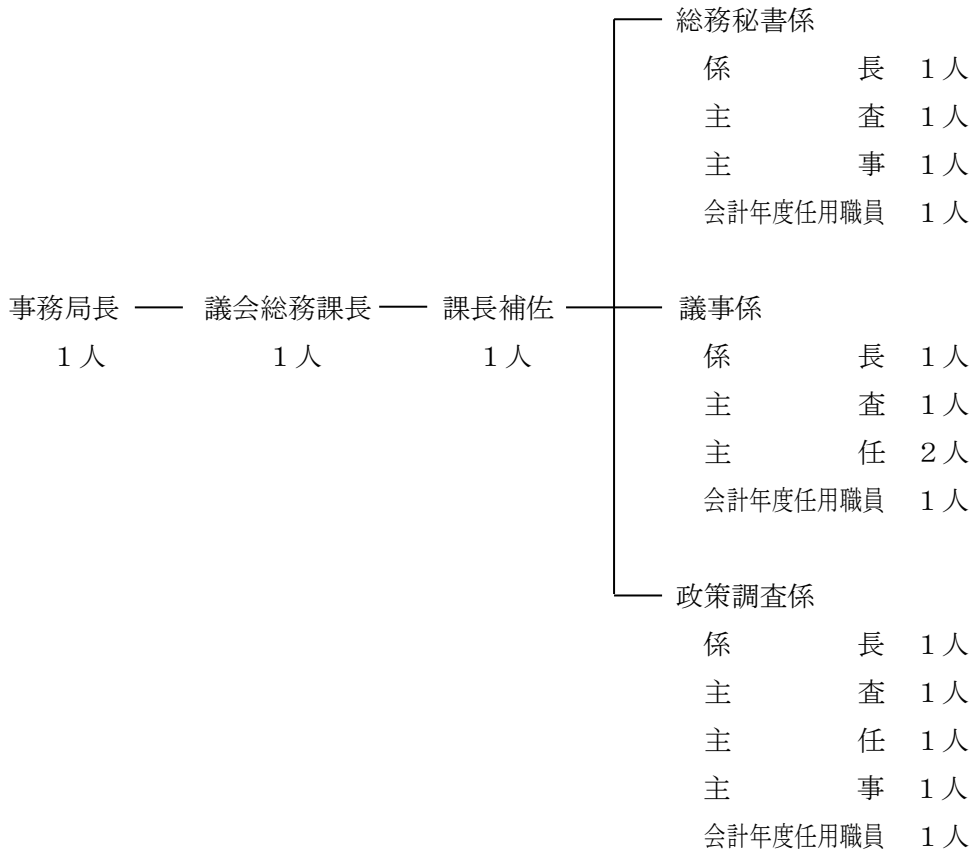 総務秘書係
係 長 １人
主 査 １人
主 事 １人
会計年度任用職員 １人
事務局長 議会総務課長 課長補佐 議事係
１人 １人 １人 係 長 １人
主 査 １人
主 任 ２人
会計年度任用職員 １人
政策調査係
係 長 １人
主 査 １人
主 任 １人
主 事 １人
会計年度任用職員 １人